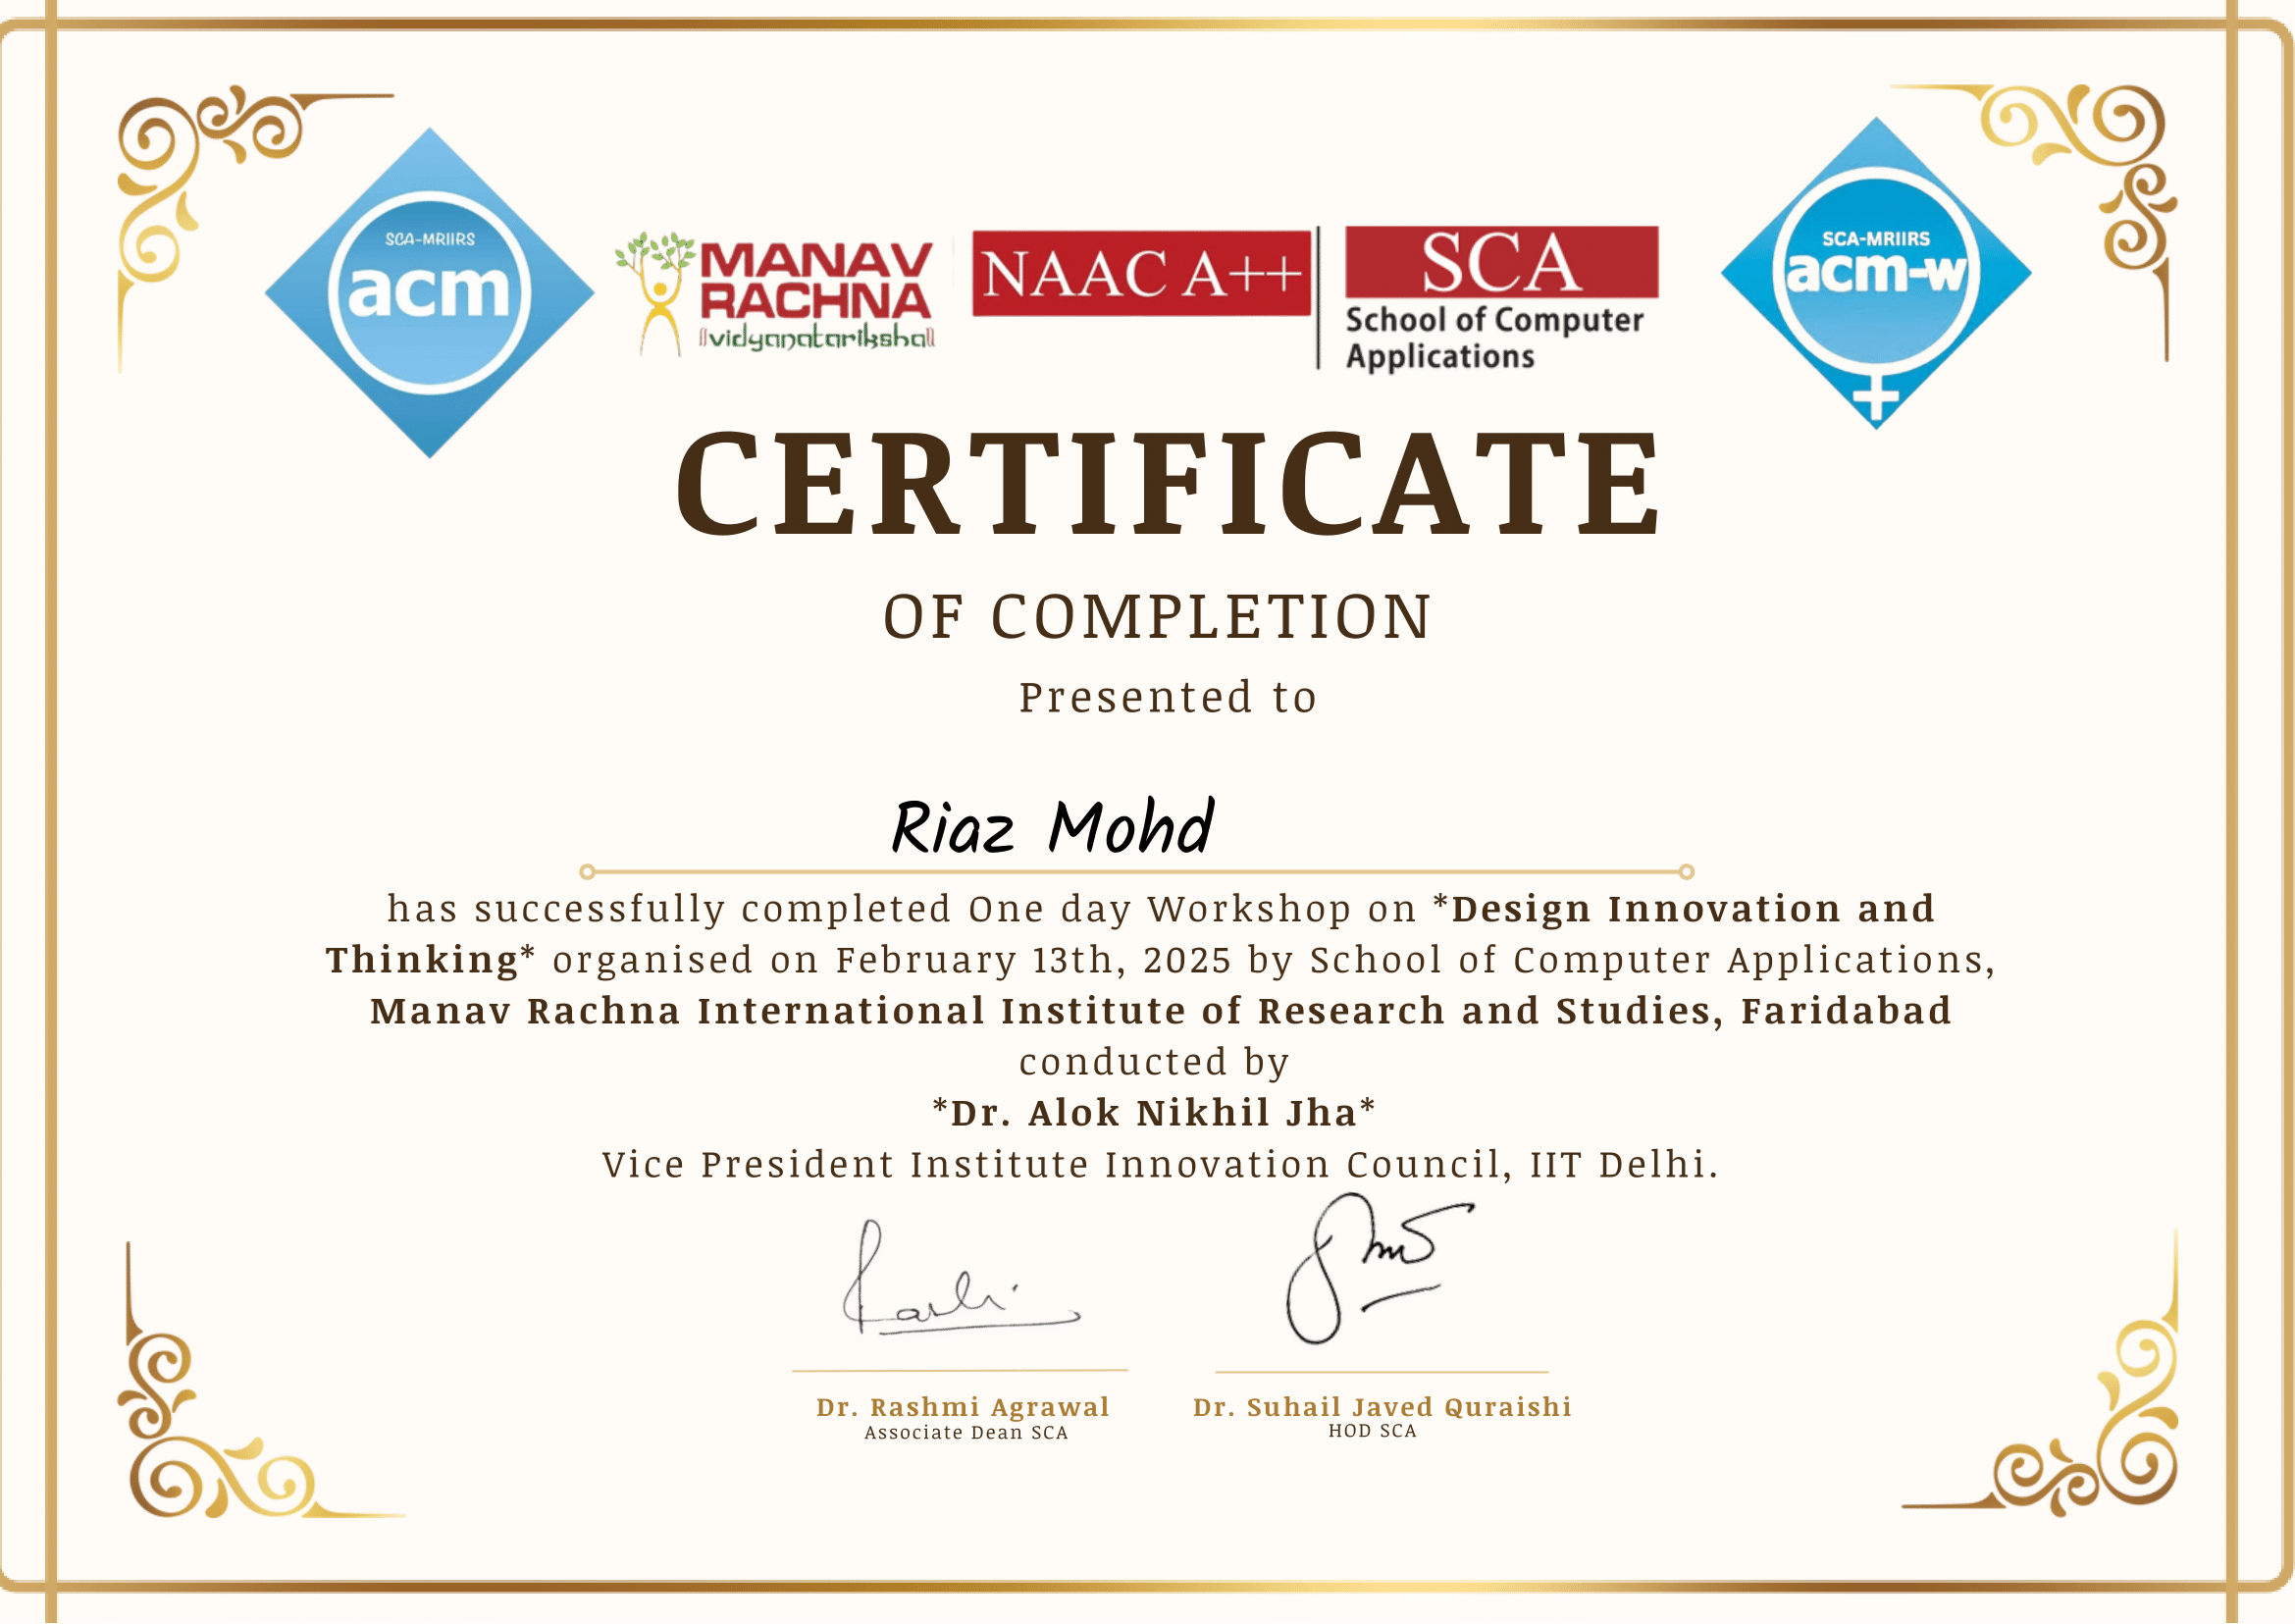 SCA-MRIIRS
acm
MANAV
RACHNA
॥vidyanatariksha॥
NAAC A++
SCA
School of Computer
Applications
SCA-MRIIRS
acm-w
CERTIFICATE
OF COMPLETION
Presented to
Riaz Mohd
has successfully completed One day Workshop on *Design Innovation and
Thinking* organised on February 13th, 2025 by School of Computer Applications,
Manav Rachna International Institute of Research and Studies, Faridabad
conducted by
*Dr. Alok Nikhil Jha*
Vice President Institute Innovation Council, IIT Delhi.
Dr. Rashmi Agrawal
Associate Dean SCA
Dr. Suhail Javed Quraishi
HOD SCA